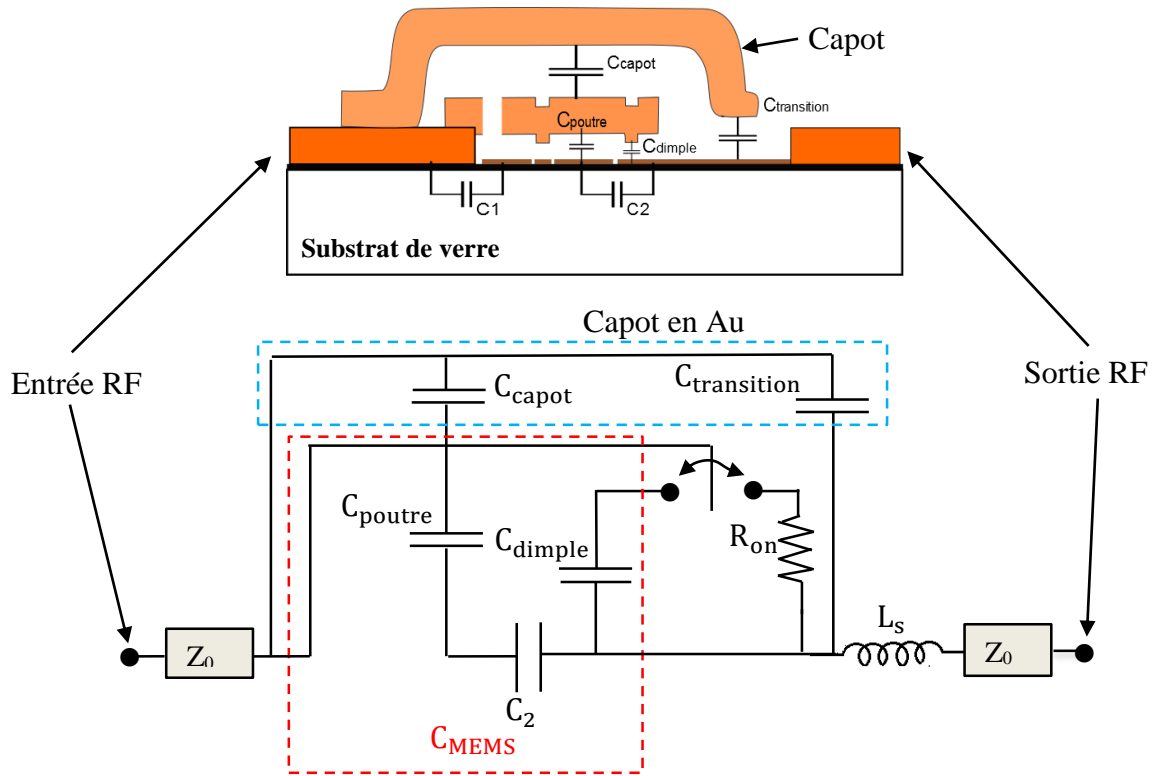 Capot
Ccapot
Ctransition
Cpoutre
Cdimple
C1
C2
Substrat de verre
Capot en Au
Entrée RF
Sortie RF
Ccapot
Ctransition
Cpoutre
Cdimple
Ron
Ls
Z0
Z0
C2
CMEMS